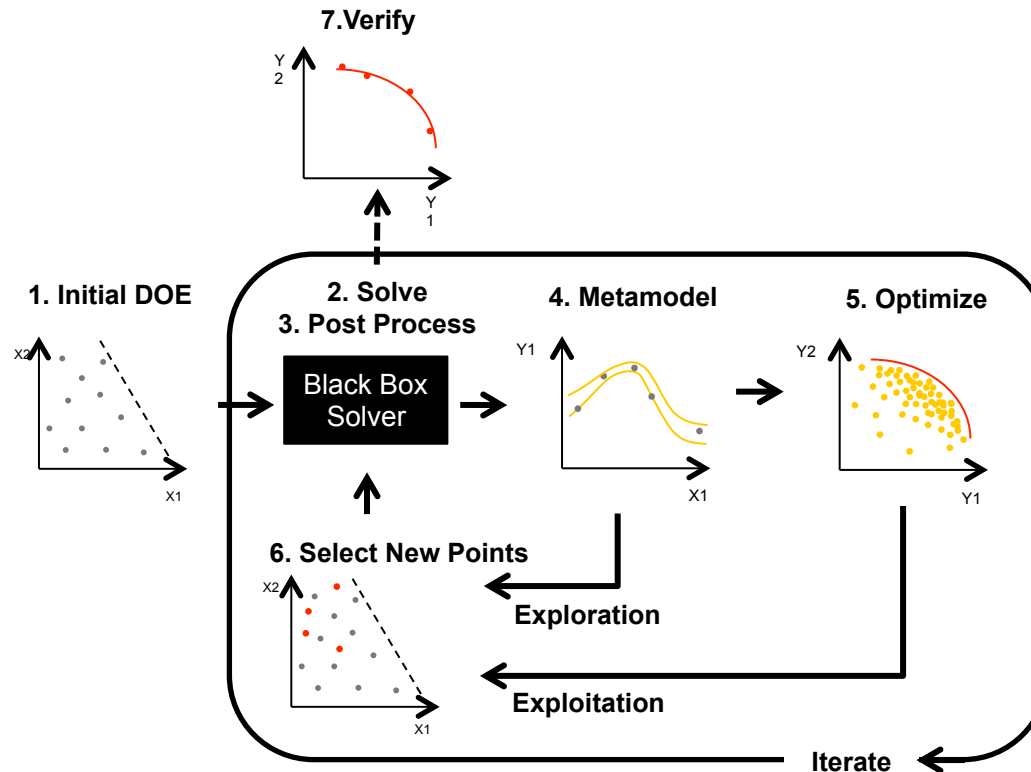 7.Verify
Y
2
Y
1
1. Initial DOE
X2
X1
2. Solve
3. Post Process
Black Box
Solver
4. Metamodel
Y1
X1
5. Optimize
Y2
Y1
6. Select New Points
X2
X1
Exploration
Exploitation
Iterate